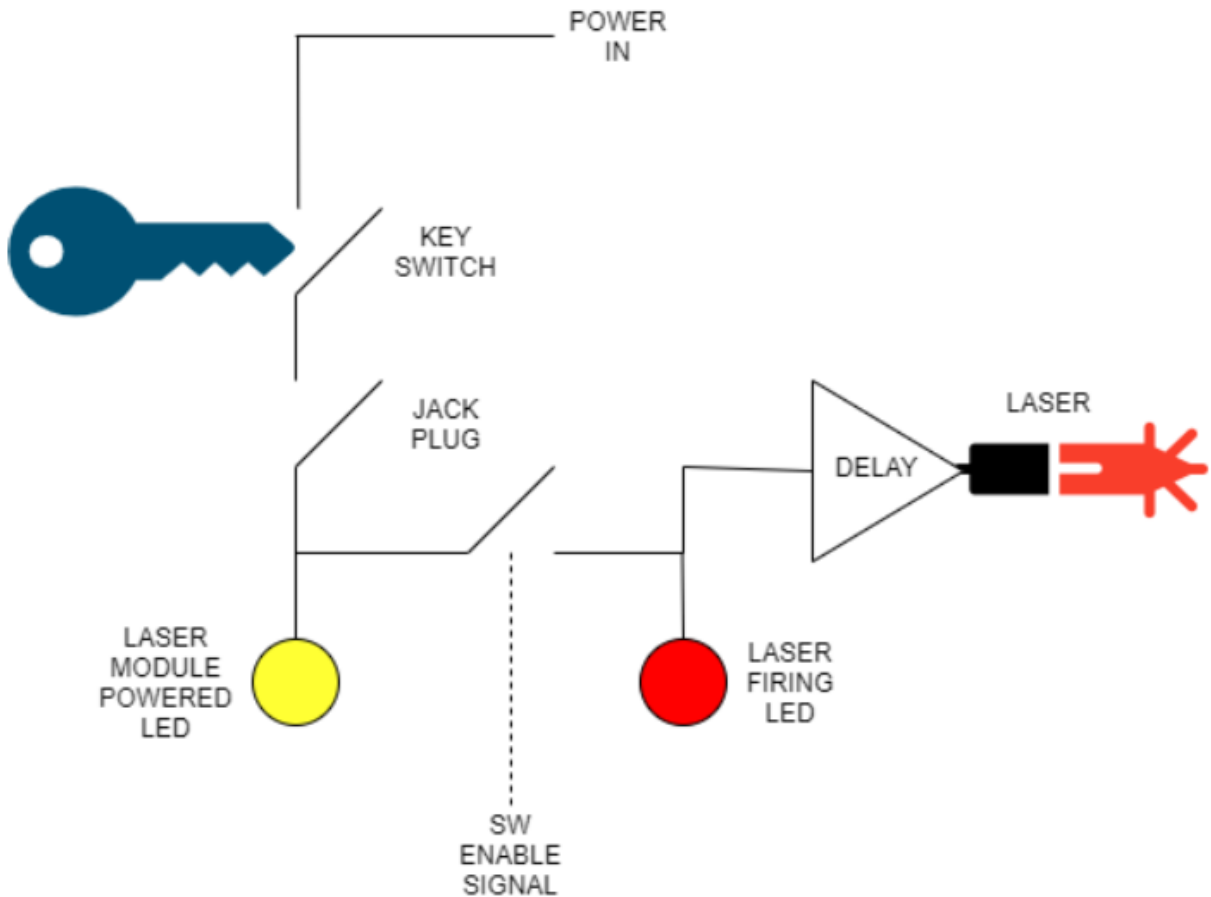 POWER
IN
KEY
SWITCH
JACK
PLUG
LASER
DELAY
LASER
MODULE
POWERED
LED
LASER
FIRING
LED
SW
ENABLE
SIGNAL